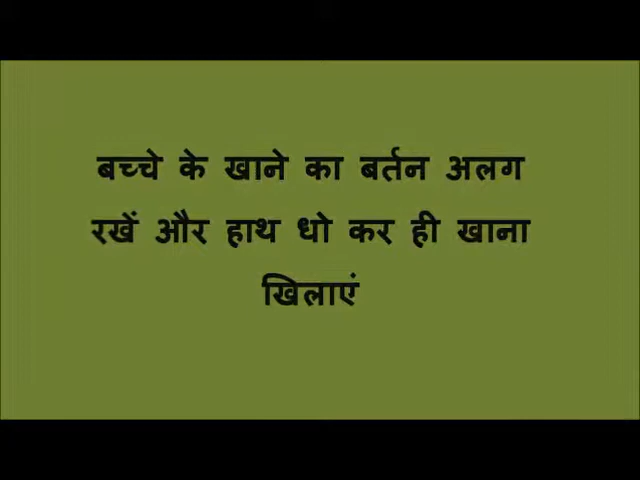 बच्चे के खाने का बर्तन अलग
रखें और हाथ धो कर ही खाना
खिलाएं